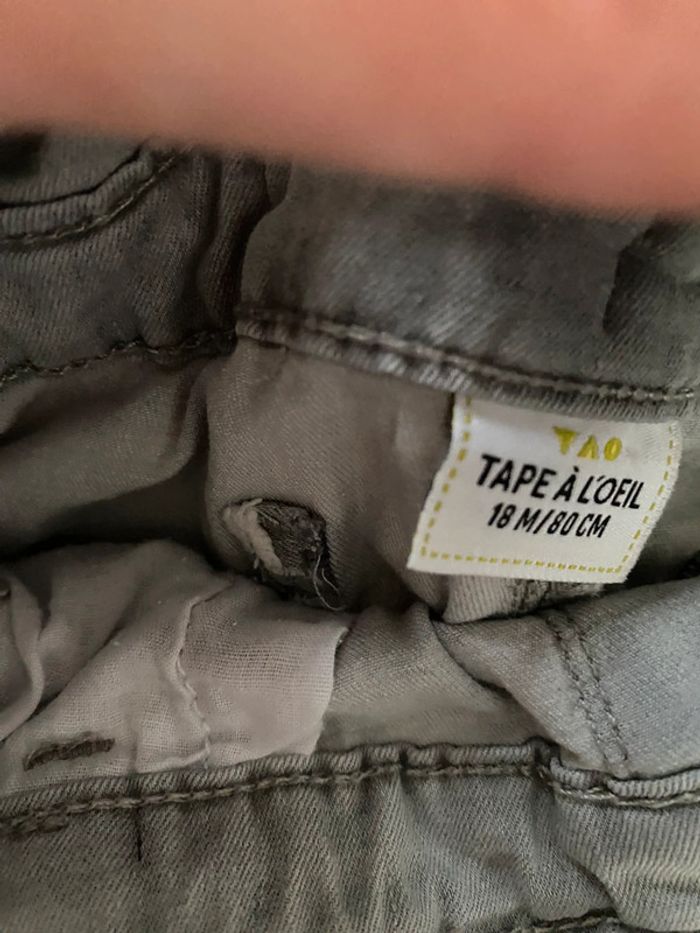 TAO
TAPE À L'OEIL
18 M/80 CM